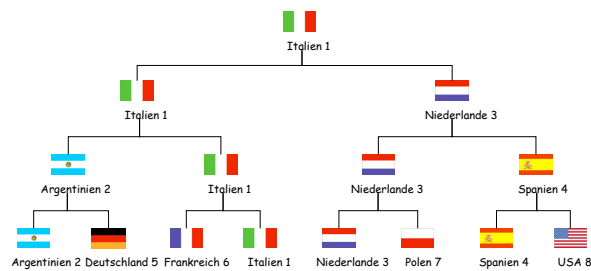 Italien 1
Italien 1
Niederlande 3
Argentinien 2
Italien 1
Niederlande 3
Spanien 4
Argentinien 2
Deutschland 5
Frankreich 6
Italien 1
Niederlande 3
Polen 7
Spanien 4
USA 8